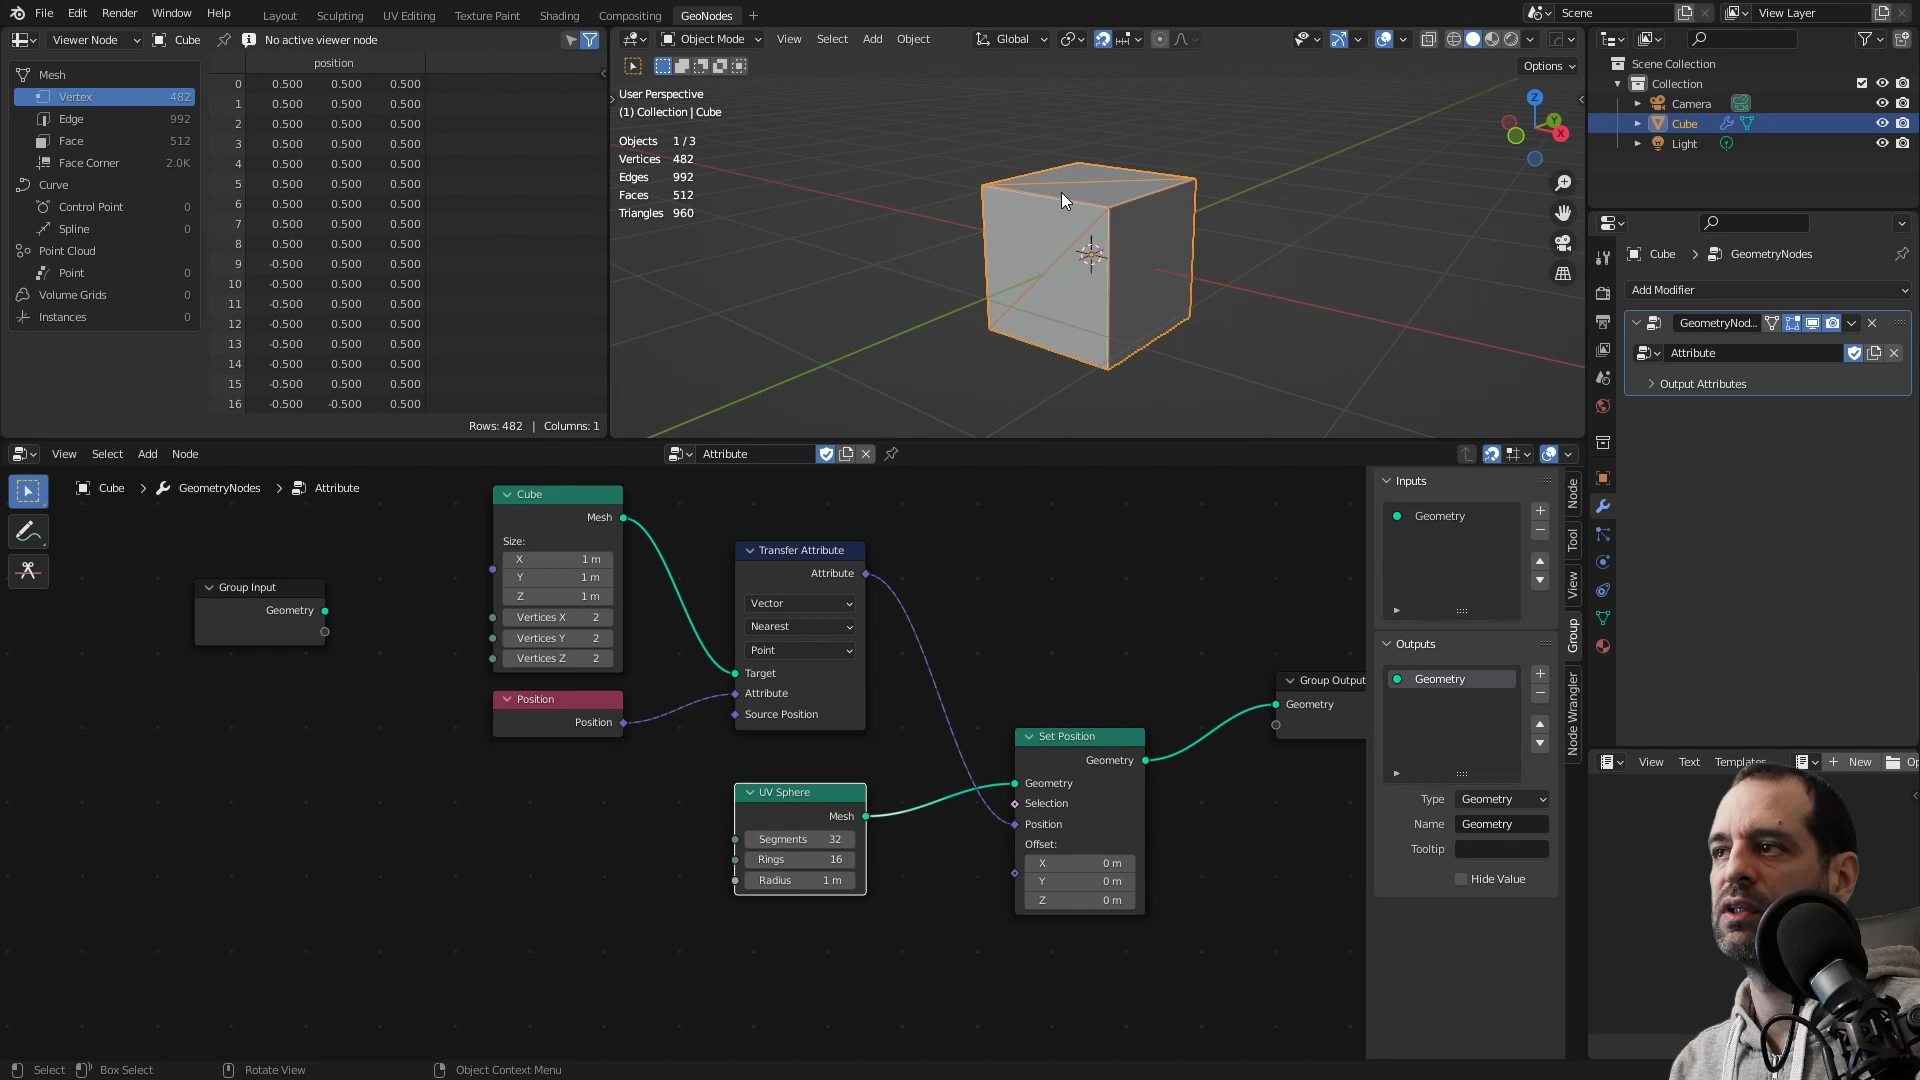 File Edit Render Window Help
Layout Sculpting UV Editing Texture Paint Shading Compositing GeoNodes +
Scene
View Layer
Viewer Node Cube No active viewer node
Mesh
Vertex 482
Edge 992
Face 512
Face Corner 2.0K
Curve
Control Point 0
Spline 0
Point Cloud
Point 0
Volume Grids 0
Instances 0
position
0 0.500 0.500 0.500
1 0.500 0.500 0.500
2 0.500 0.500 0.500
3 0.500 0.500 0.500
4 0.500 0.500 0.500
5 0.500 0.500 0.500
6 0.500 0.500 0.500
7 0.500 0.500 0.500
8 0.500 0.500 0.500
9 -0.500 0.500 0.500
10 -0.500 0.500 0.500
11 -0.500 0.500 0.500
12 -0.500 0.500 0.500
13 -0.500 0.500 0.500
14 -0.500 0.500 0.500
15 -0.500 0.500 0.500
16 -0.500 -0.500 0.500
Rows: 482 | Columns: 1
Object Mode View Select Add Object Global
Options
User Perspective
(1) Collection | Cube
Objects 1 / 3
Vertices 482
Edges 992
Faces 512
Triangles 960
Z
Y
X
Scene Collection
Collection
Camera
Cube
Light
Cube > GeometryNodes
Add Modifier
GeometryNod...
Attribute
Output Attributes
View Select Add Node
Attribute
Cube > GeometryNodes > Attribute
Group Input
Geometry
Cube
Mesh
Size:
X 1 m
Y 1 m
Z 1 m
Vertices X 2
Vertices Y 2
Vertices Z 2
Position
Position
Transfer Attribute
Attribute
Vector
Nearest
Point
Target
Attribute
Source Position
UV Sphere
Mesh
Segments 32
Rings 16
Radius 1 m
Set Position
Geometry
Geometry
Selection
Position
Offset:
X 0 m
Y 0 m
Z 0 m
Group Output
Geometry
Inputs
Geometry
Outputs
Geometry
Type Geometry
Name Geometry
Tooltip
Hide Value
Node
Tool
View
Group
Node Wrangler
View Text Templates + New Op
Select Box Select Rotate View Object Context Menu